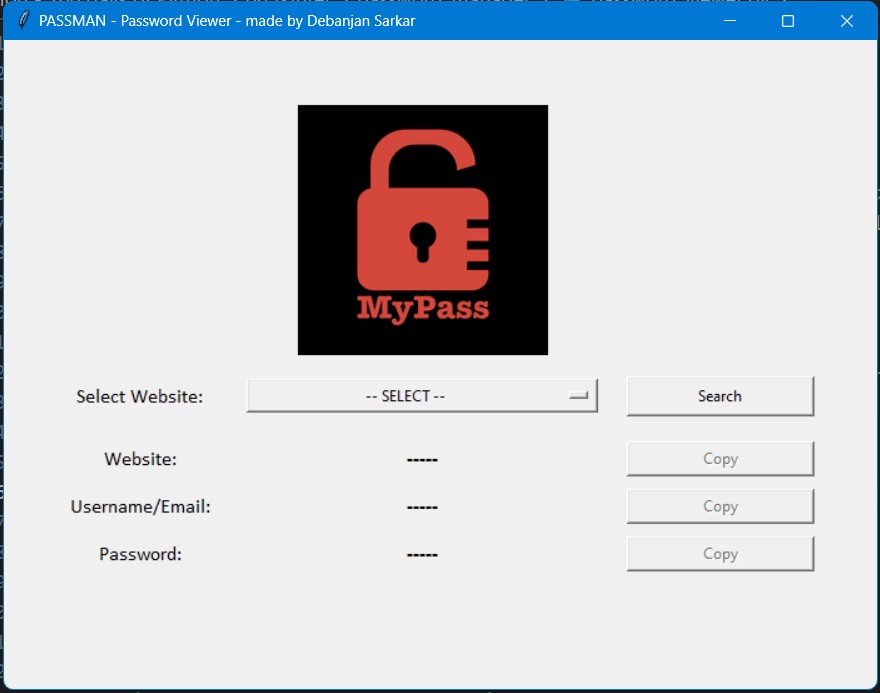 PASSMAN - Password Viewer - made by Debanjan Sarkar
MyPass
Select Website: -- SELECT -- Search
Website: ----- Copy
Username/Email: ----- Copy
Password: ----- Copy